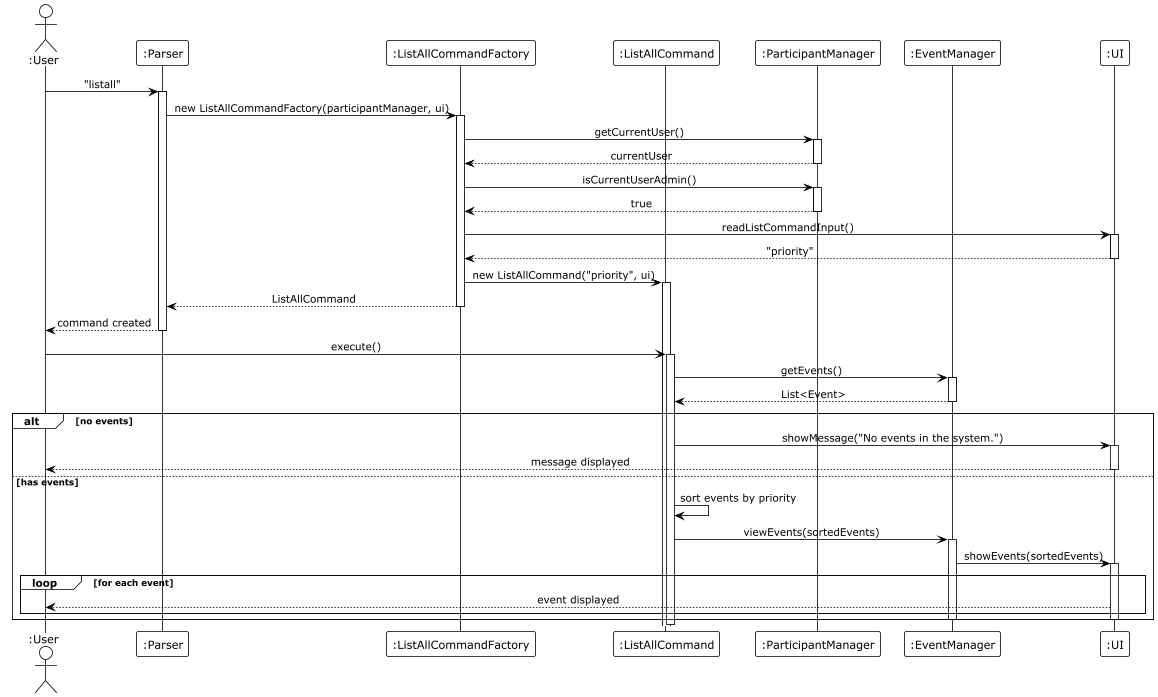 :User
:Parser
:ListAllCommandFactory
:ListAllCommand
:ParticipantManager
:EventManager
:UI
"listall"
new ListAllCommandFactory(participantManager, ui)
getCurrentUser()
currentUser
isCurrentUserAdmin()
true
readListCommandInput()
"priority"
new ListAllCommand("priority", ui)
ListAllCommand
command created
execute()
getEvents()
List<Event>
alt
[no events]
showMessage("No events in the system.")
message displayed
[has events]
sort events by priority
viewEvents(sortedEvents)
showEvents(sortedEvents)
loop
[for each event]
event displayed
:User
:Parser
:ListAllCommandFactory
:ListAllCommand
:ParticipantManager
:EventManager
:UI